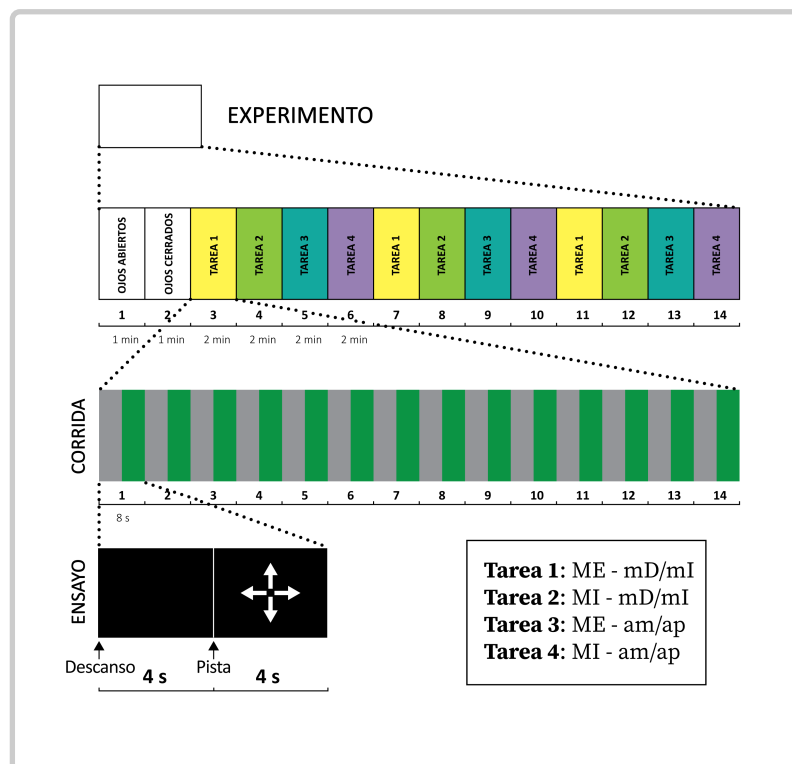 EXPERIMENTO
OJOS ABIERTOS OJOS CERRADOS TAREA 1 TAREA 2 TAREA 3 TAREA 4 TAREA 1 TAREA 2 TAREA 3 TAREA 4 TAREA 1 TAREA 2 TAREA 3 TAREA 4
1 2 3 4 5 6 7 8 9 10 11 12 13 14
1 min 1 min 2 min 2 min 2 min 2 min
CORRIDA
1 2 3 4 5 6 7 8 9 10 11 12 13 14
8 s
ENSAYO
Descanso Pista
4 s 4 s
Tarea 1: ME - mD/mI
Tarea 2: MI - mD/mI
Tarea 3: ME - am/ap
Tarea 4: MI - am/ap